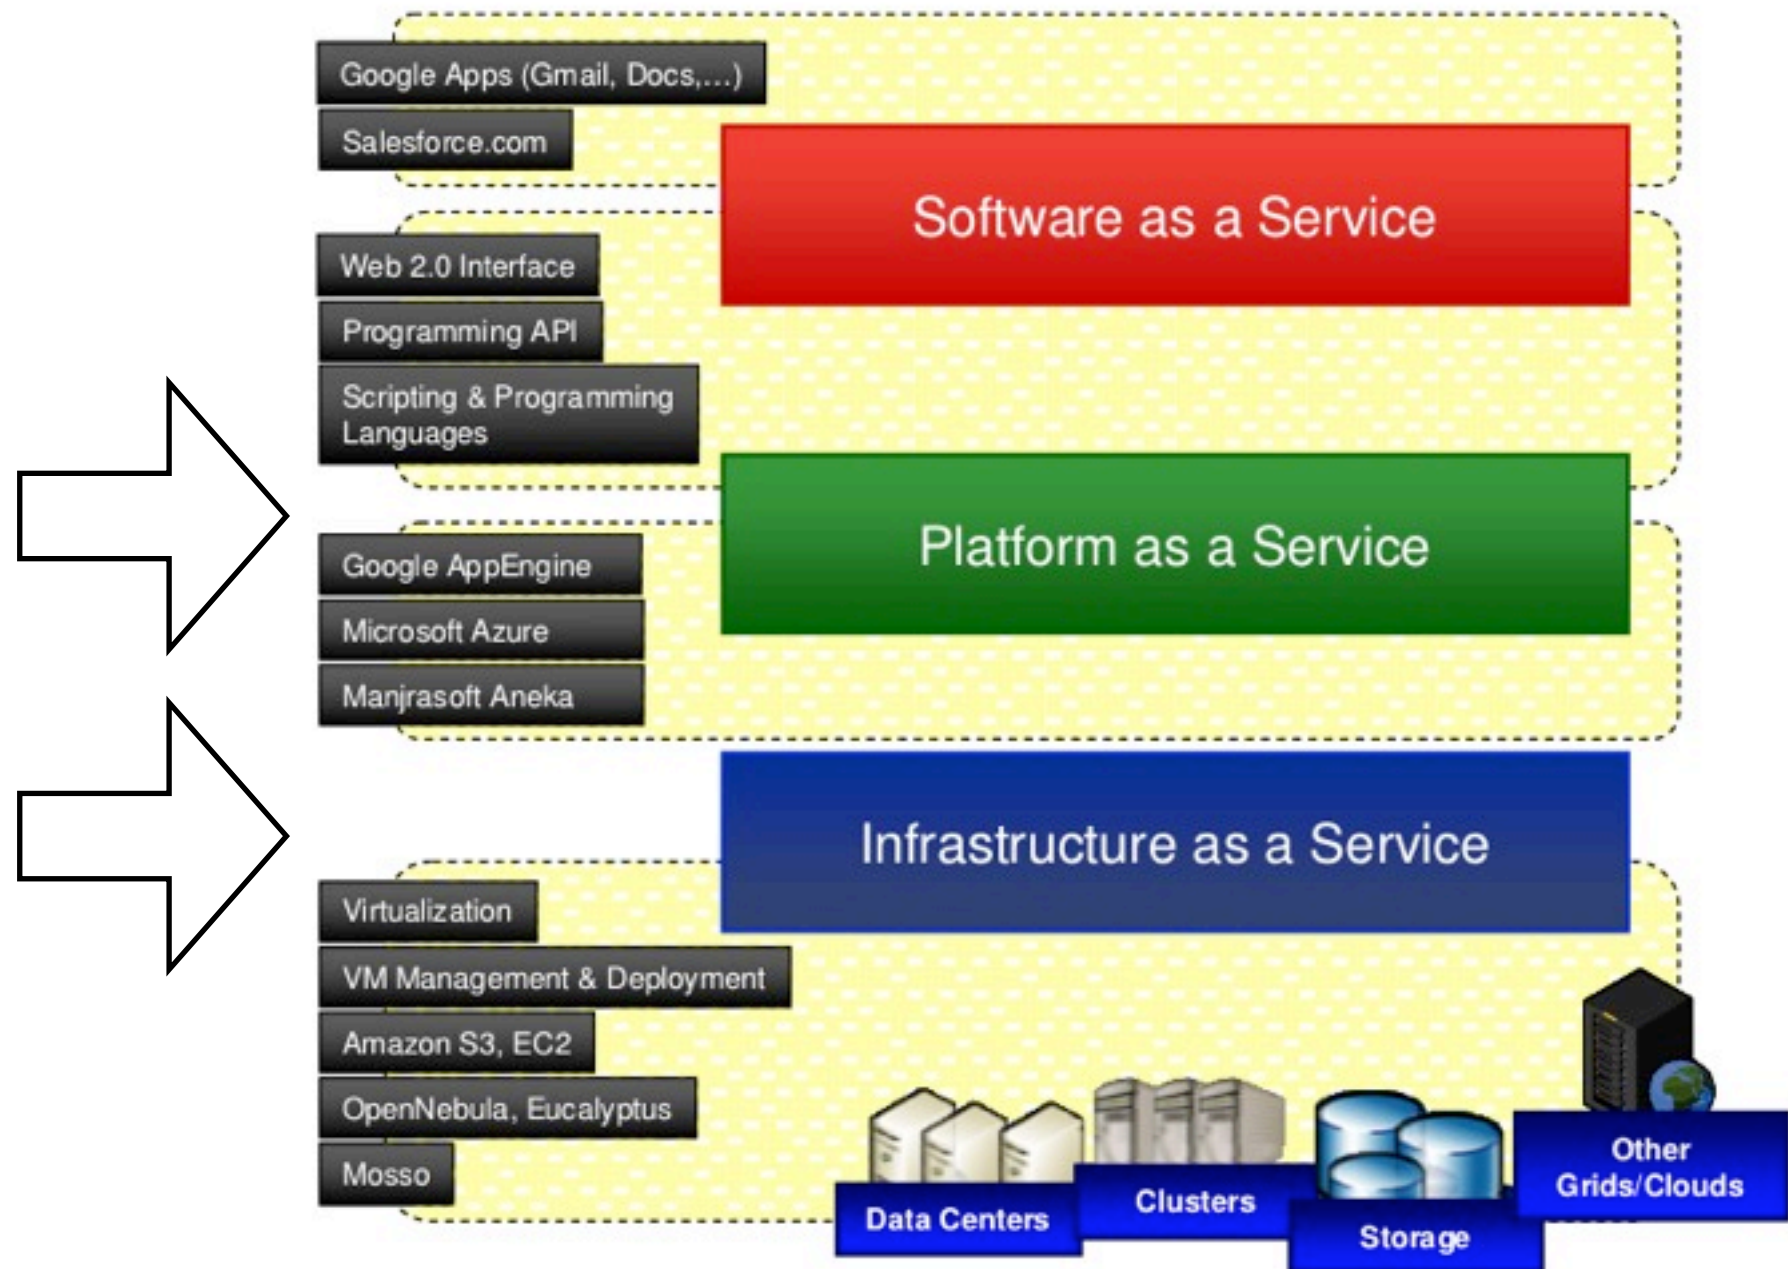 Google Apps (Gmail, Docs,...)
Salesforce.com
Software as a Service
Web 2.0 Interface
Programming API
Scripting & Programming
Languages
Platform as a Service
Google AppEngine
Microsoft Azure
Manjrasoft Aneka
Infrastructure as a Service
Virtualization
VM Management & Deployment
Amazon S3, EC2
OpenNebula, Eucalyptus
Mosso
Data Centers
Clusters
Storage
Other
Grids/Clouds